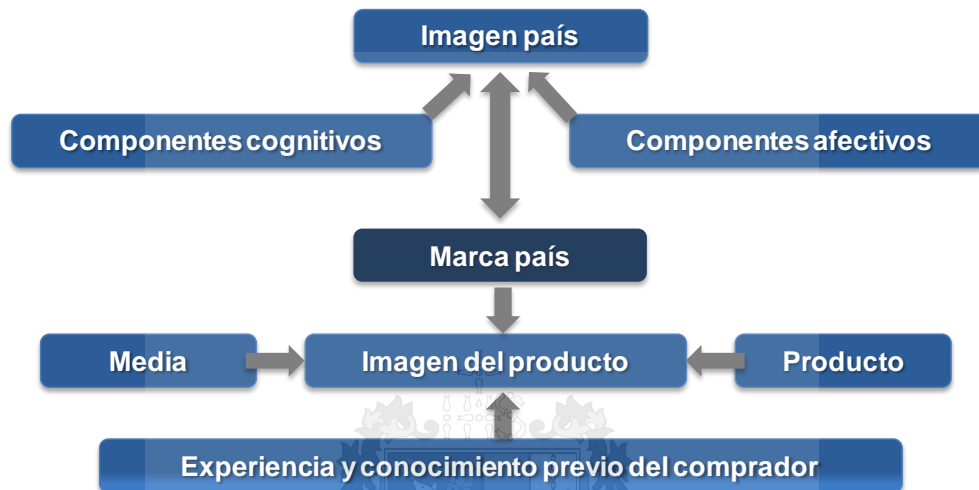 Imagen país
Componentes cognitivos
Componentes afectivos
Marca país
Media
Imagen del producto
Producto
Experiencia y conocimiento previo del comprador